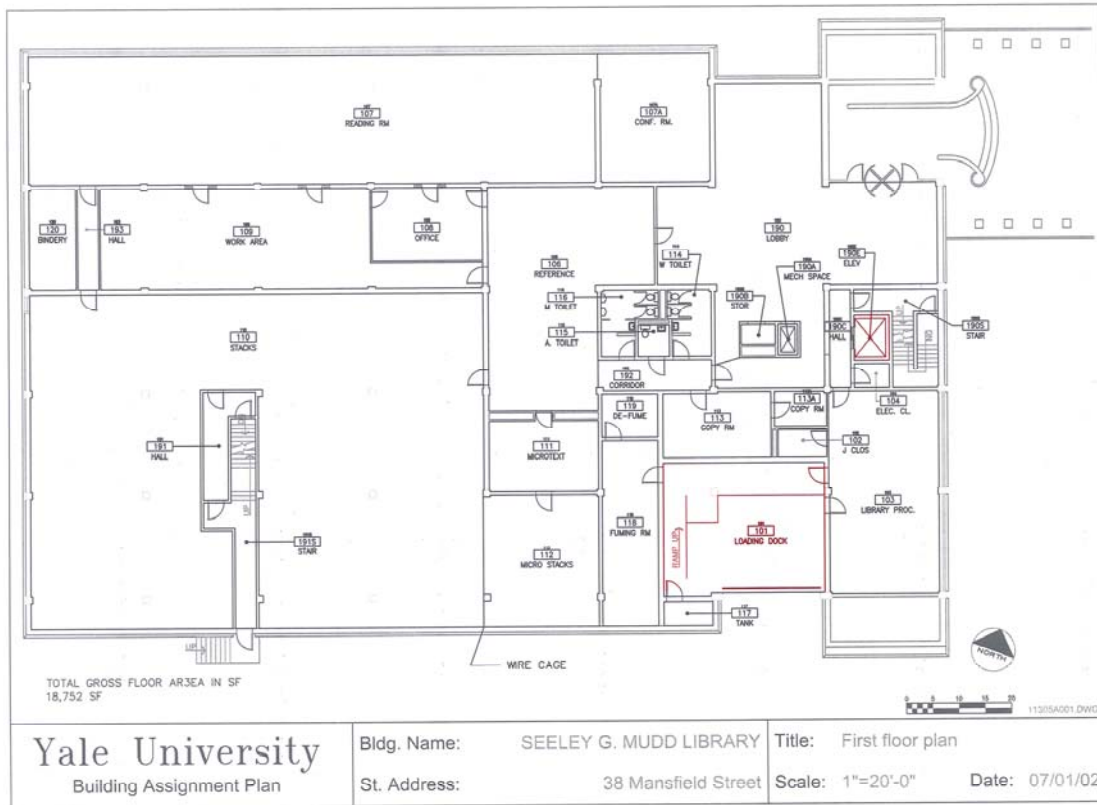 107
READING RM
107A
CONF. RM.
120
BINDERY
193
HALL
109
WORK AREA
108
OFFICE
106
REFERENCE
114
W TOILET
190
LOBBY
190A
MECH SPACE
190E
ELEV
116
M TOILET
190B
STOR
115
A. TOILET
190C
HALL
UP
DN
190S
STAIR
110
STACKS
192
CORRIDOR
104
ELEC. CL.
119
DE-FUME
113
COPY RM
113A
COPY RM
102
J CLOS
191
HALL
111
MICROTEXT
103
LIBRARY PROC.
UP
118
FUMING RM
RAMP UP
101
LOADING DOCK
191S
STAIR
112
MICRO STACKS
117
TANK
UP
WIRE CAGE
NORTH
TOTAL GROSS FLOOR AR3EA IN SF
18,752 SF
0 5 10 15 20
11305A001.DWG
Yale University
Building Assignment Plan
Bldg. Name: SEELEY G. MUDD LIBRARY
St. Address: 38 Mansfield Street
Title: First floor plan
Scale: 1"=20'-0" Date: 07/01/02